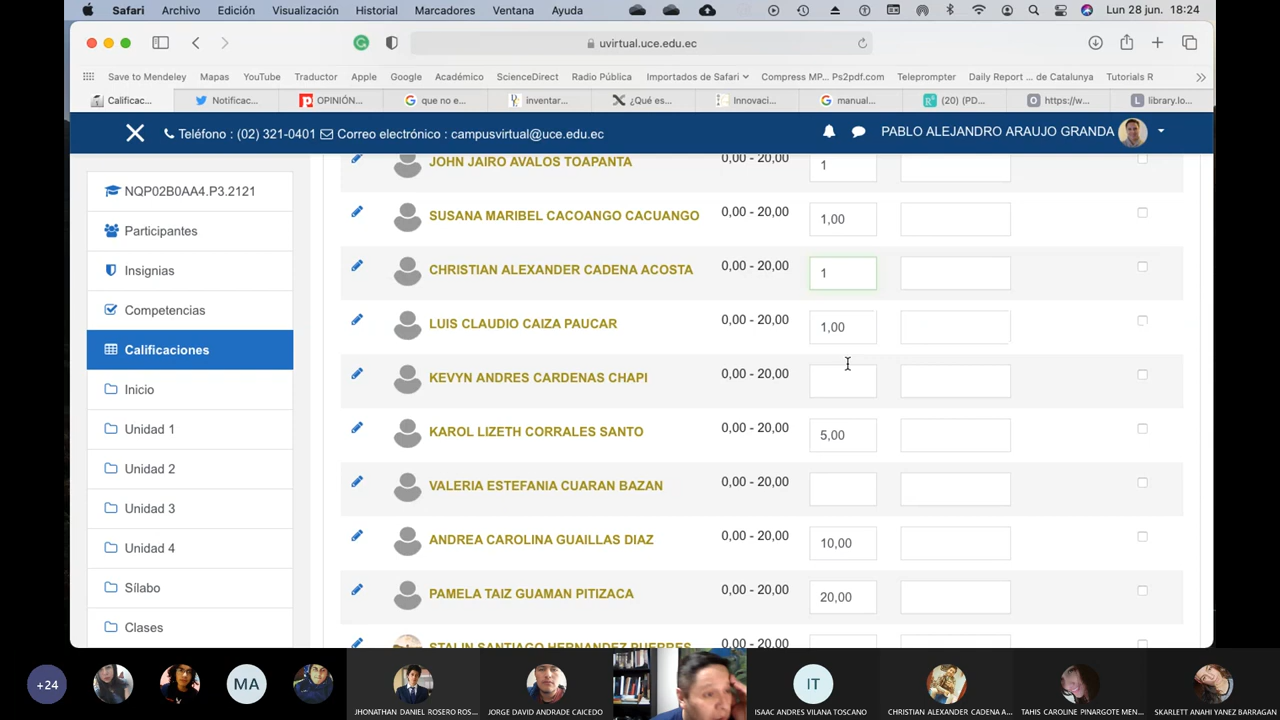 Safari Archivo Edición Visualización Historial Marcadores Ventana Ayuda Lun 28 jun. 18:24
uvirtual.uce.edu.ec
Save to Mendeley Mapas YouTube Traductor Apple Google Académico ScienceDirect Radio Pública Importados de Safari Compress MP... Ps2pdf.com Teleprompter Daily Report ... de Catalunya Tutorials R
Calificac... Notificac... OPINIÓN... que no e... inventar... ¿Qué es... Innovaci... manual... (20) (PD... https://w... library.lo...
Teléfono : (02) 321-0401 Correo electrónico : campusvirtual@uce.edu.ec PABLO ALEJANDRO ARAUJO GRANDA
NQP02B0AA4.P3.2121
Participantes
Insignias
Competencias
Calificaciones
Inicio
Unidad 1
Unidad 2
Unidad 3
Unidad 4
Sílabo
Clases
JOHN JAIRO AVALOS TOAPANTA 0,00 - 20,00 1
SUSANA MARIBEL CACOANGO CACUANGO 0,00 - 20,00 1,00
CHRISTIAN ALEXANDER CADENA ACOSTA 0,00 - 20,00 1
LUIS CLAUDIO CAIZA PAUCAR 0,00 - 20,00 1,00
KEVYN ANDRES CARDENAS CHAPI 0,00 - 20,00
KAROL LIZETH CORRALES SANTO 0,00 - 20,00 5,00
VALERIA ESTEFANIA CUARAN BAZAN 0,00 - 20,00
ANDREA CAROLINA GUAILLAS DIAZ 0,00 - 20,00 10,00
PAMELA TAIZ GUAMAN PITIZACA 0,00 - 20,00 20,00
STALIN SANTIAGO HERNANDEZ PUERRES 0,00 - 20,00
+24 MA IT
JHONATHAN DANIEL ROSERO ROS... JORGE DAVID ANDRADE CAICEDO ISAAC ANDRES VILANA TOSCANO CHRISTIAN ALEXANDER CADENA A... TAHIS CAROLINE PINARGOTE MEN... SKARLETT ANAHI YANEZ BARRAGAN